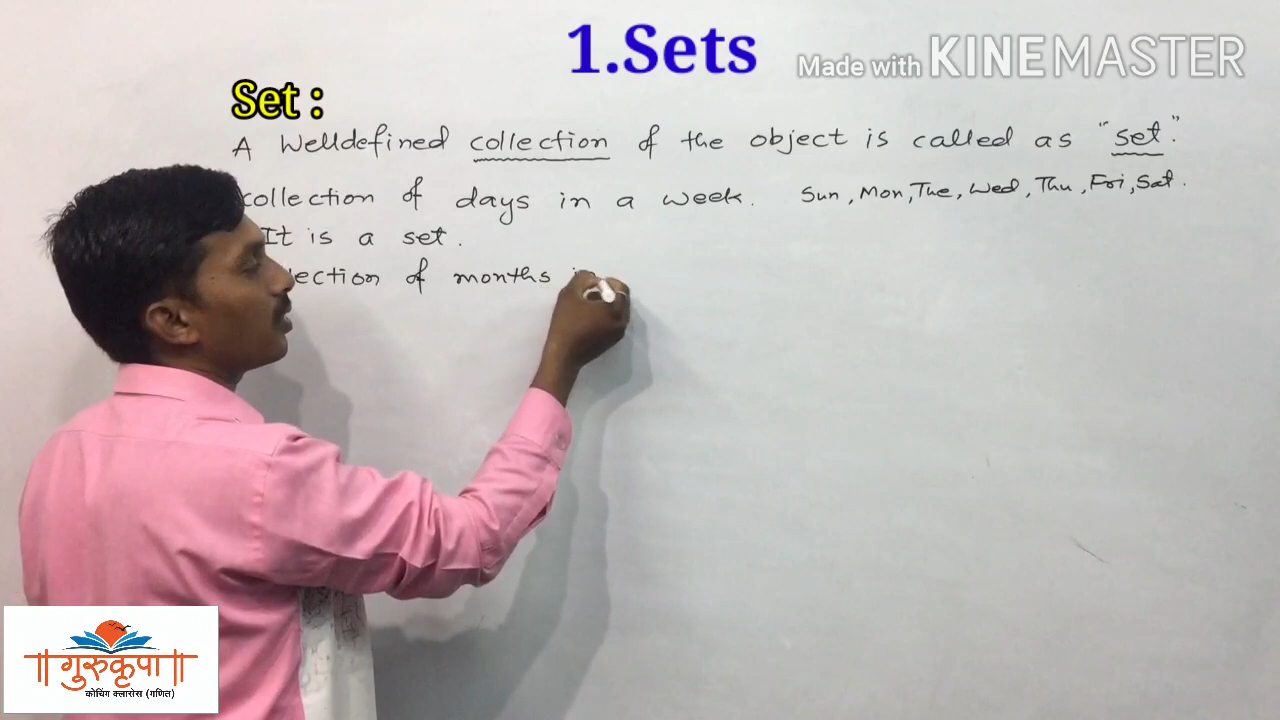 1.Sets
Made with KINEMASTER
Set :
A Welldefined collection of the object is called as "set."
collection of days in a week. Sun, Mon, Tue, Wed, Thu, Fri, Sat.
It is a set.
of months
गुरुकृपा
कोचिंग क्लासेस (गणित)